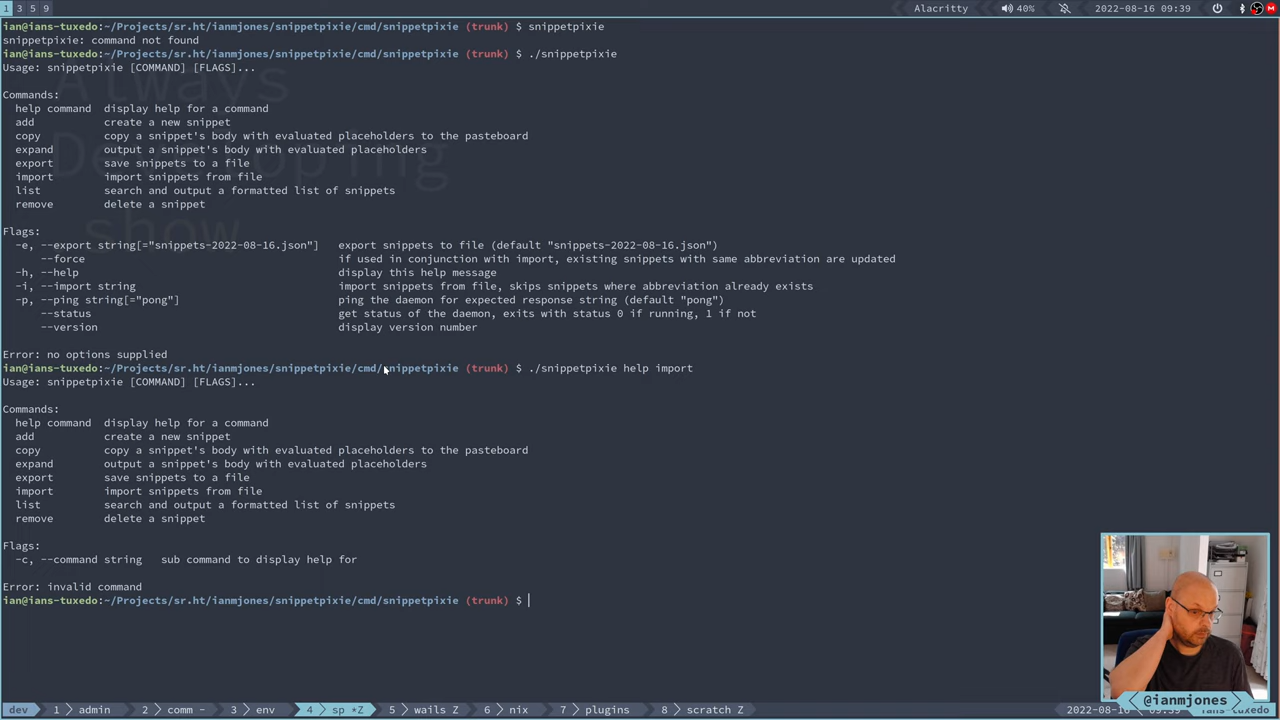 1 3 5 9
Alacritty 40% 2022-08-16 09:39
ian@ians-tuxedo:~/Projects/sr.ht/ianmjones/snippetpixie/cmd/snippetpixie (trunk) $ snippetpixie
snippetpixie: command not found
ian@ians-tuxedo:~/Projects/sr.ht/ianmjones/snippetpixie/cmd/snippetpixie (trunk) $ ./snippetpixie
Usage: snippetpixie [COMMAND] [FLAGS]...
Always
Commands:
help command display help for a command
add create a new snippet
copy copy a snippet's body with evaluated placeholders to the pasteboard
expand output a snippet's body with evaluated placeholders
Developing
export save snippets to a file
import import snippets from file
list search and output a formatted list of snippets
remove delete a snippet
show
Flags:
-e, --export string[="snippets-2022-08-16.json"] export snippets to file (default "snippets-2022-08-16.json")
--force if used in conjunction with import, existing snippets with same abbreviation are updated
-h, --help display this help message
-i, --import string import snippets from file, skips snippets where abbreviation already exists
-p, --ping string[="pong"] ping the daemon for expected response string (default "pong")
--status get status of the daemon, exits with status 0 if running, 1 if not
--version display version number
Error: no options supplied
ian@ians-tuxedo:~/Projects/sr.ht/ianmjones/snippetpixie/cmd/snippetpixie (trunk) $ ./snippetpixie help import
Usage: snippetpixie [COMMAND] [FLAGS]...
Commands:
help command display help for a command
add create a new snippet
copy copy a snippet's body with evaluated placeholders to the pasteboard
expand output a snippet's body with evaluated placeholders
export save snippets to a file
import import snippets from file
list search and output a formatted list of snippets
remove delete a snippet
Flags:
-c, --command string sub command to display help for
Error: invalid command
ian@ians-tuxedo:~/Projects/sr.ht/ianmjones/snippetpixie/cmd/snippetpixie (trunk) $
@ianmjones
dev 1 admin 2 comm - 3 env 4 sp *Z 5 wails Z 6 nix 7 plugins 8 scratch Z 2022-08-16 tuxedo